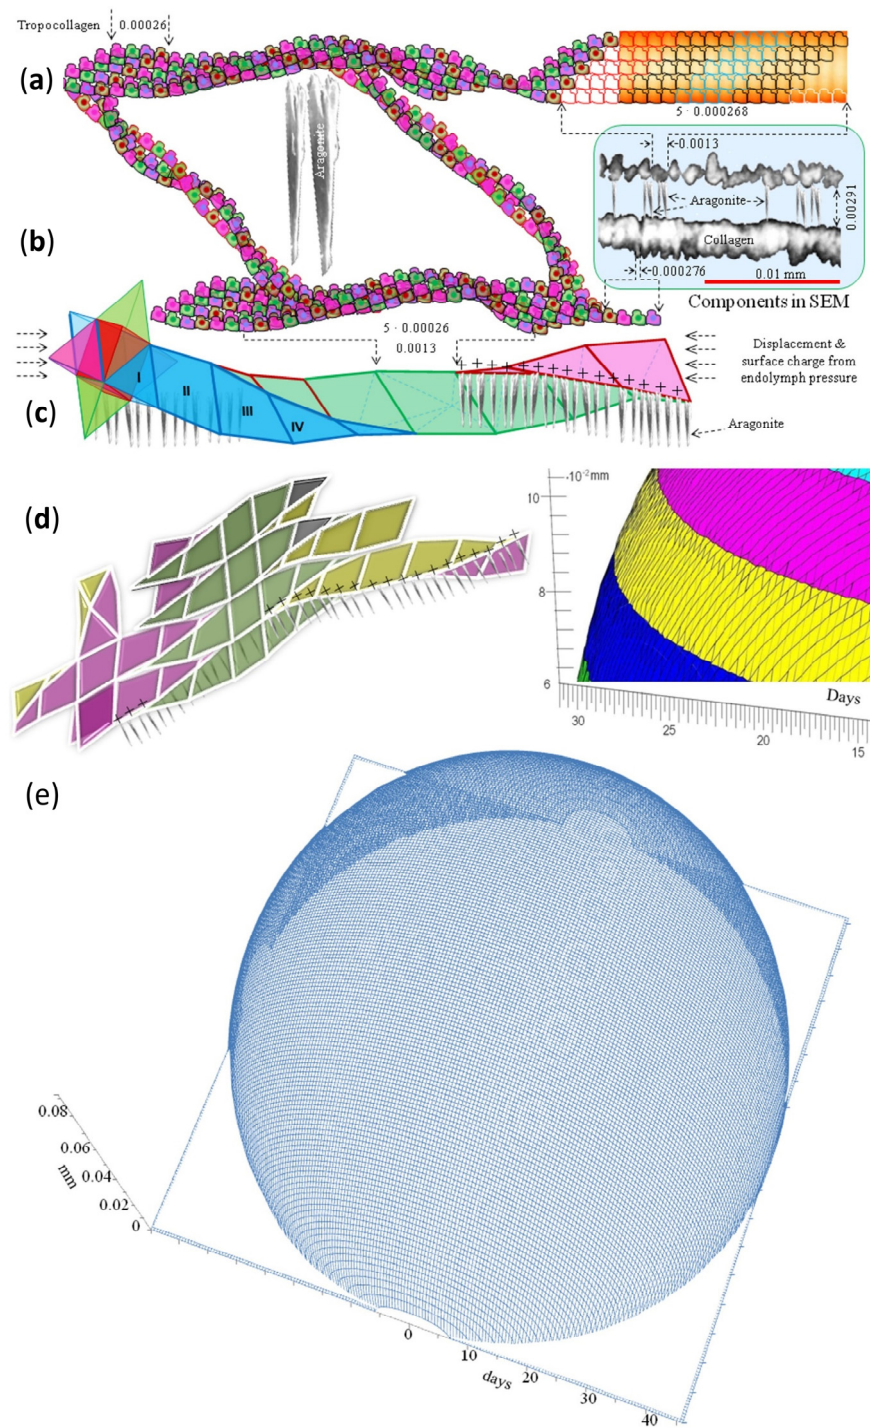 Tropocollagen
0.00026
(a)
Aragonite
5 · 0.000268
0.0013
Aragonite
0.00291
Collagen
0.000276
0.01 mm
Components in SEM
(b)
5 · 0.00026
0.0013
Displacement &
surface charge from
endolymph pressure
I
II
III
IV
(c)
Aragonite
(d)
10
·10-2mm
8
6
Days
30
25
20
15
(e)
0.08
0.06
0.04
0.02
0
mm
0
10
20
30
40
days